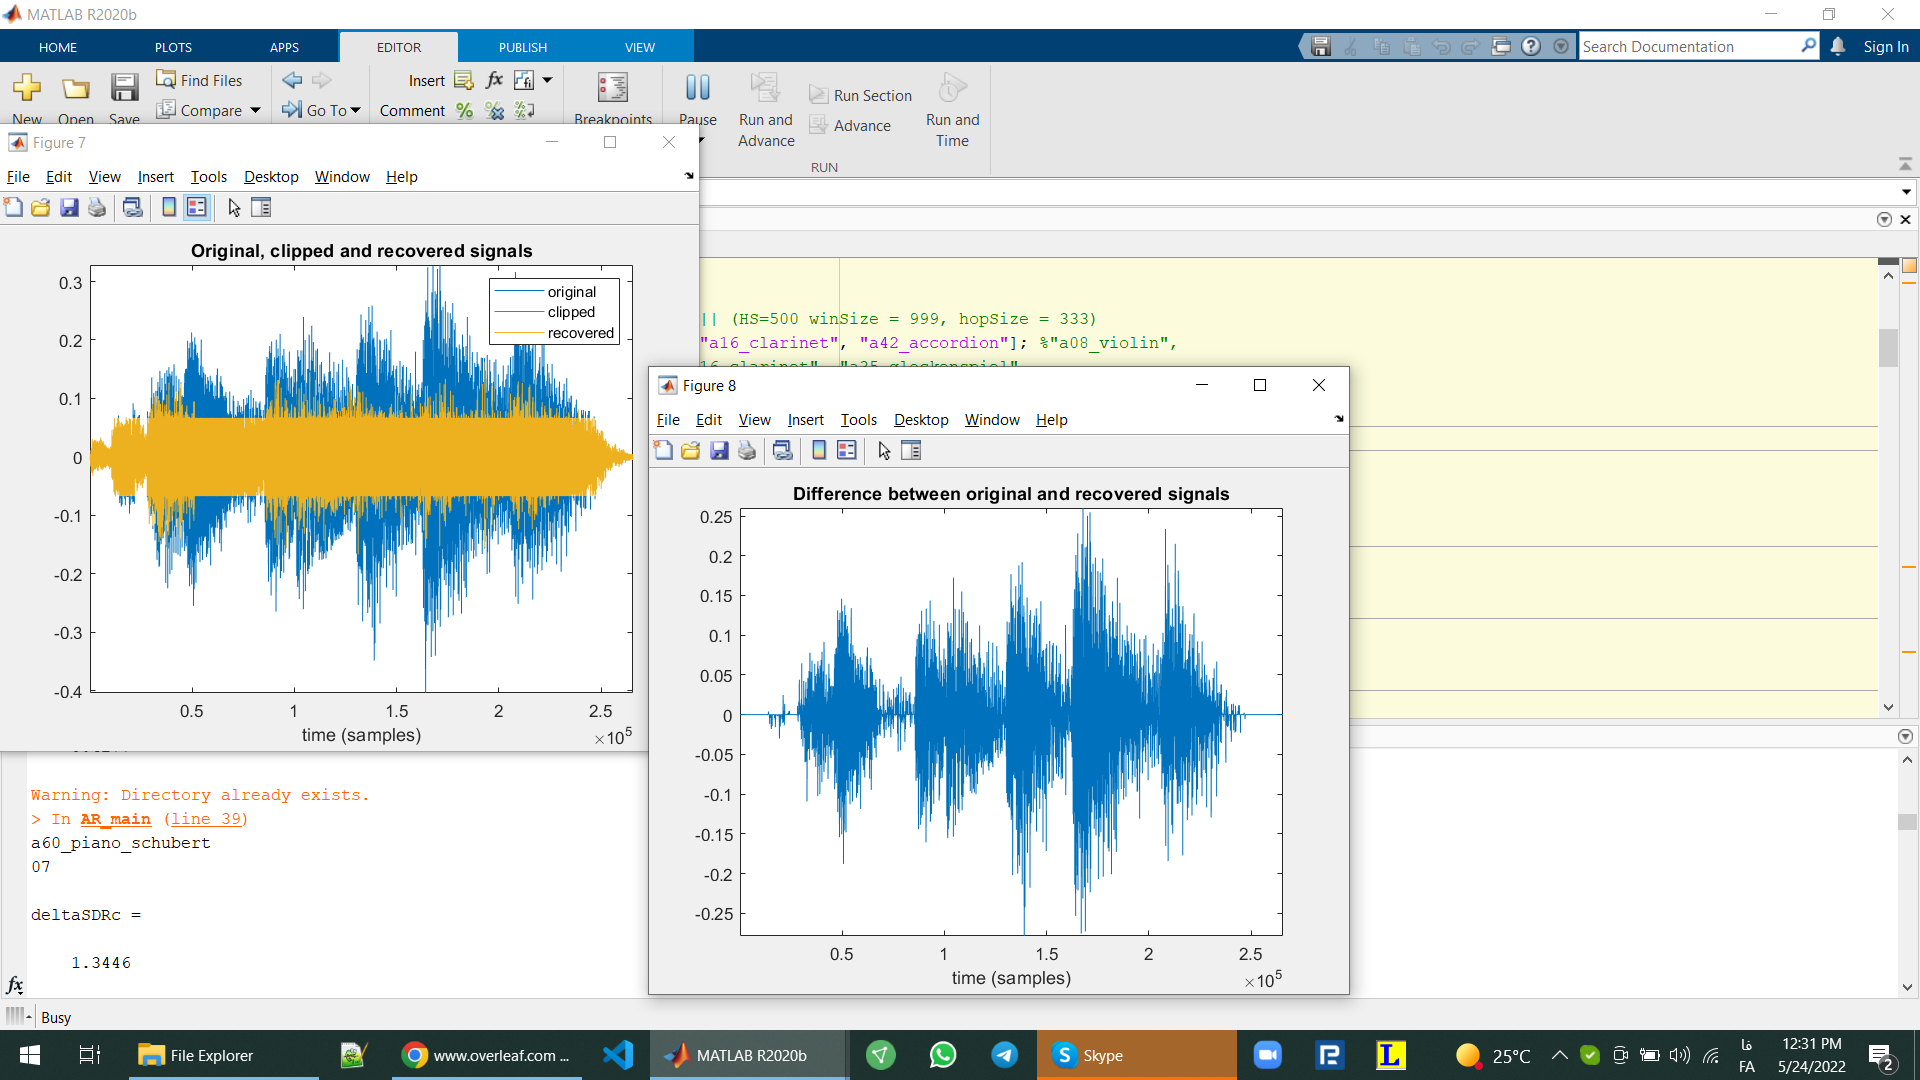 MATLAB R2020b
HOME PLOTS APPS EDITOR PUBLISH VIEW
Search Documentation
Sign In
New Open Save
Find Files
Compare
Go To
Insert
Comment
Breakpoints
Pause
Run and Advance
Run Section
Advance
Run and Time
RUN
Figure 7
File Edit View Insert Tools Desktop Window Help
Original, clipped and recovered signals
original
clipped
recovered
0.3
0.2
0.1
0
-0.1
-0.2
-0.3
-0.4
0.5 1 1.5 2 2.5
time (samples)
×10^5
|| (HS=500 winSize = 999, hopSize = 333)
"a16_clarinet", "a42_accordion"]; %"a08_violin",
Figure 8
File Edit View Insert Tools Desktop Window Help
Difference between original and recovered signals
0.25
0.2
0.15
0.1
0.05
0
-0.05
-0.1
-0.15
-0.2
-0.25
0.5 1 1.5 2 2.5
time (samples)
×10^5
Warning: Directory already exists.
> In AR_main (line 39)
a60_piano_schubert
07
deltaSDRc =
1.3446
fx
Busy
File Explorer
www.overleaf.com ...
MATLAB R2020b
Skype
25°C
فا
FA
12:31 PM
5/24/2022
2